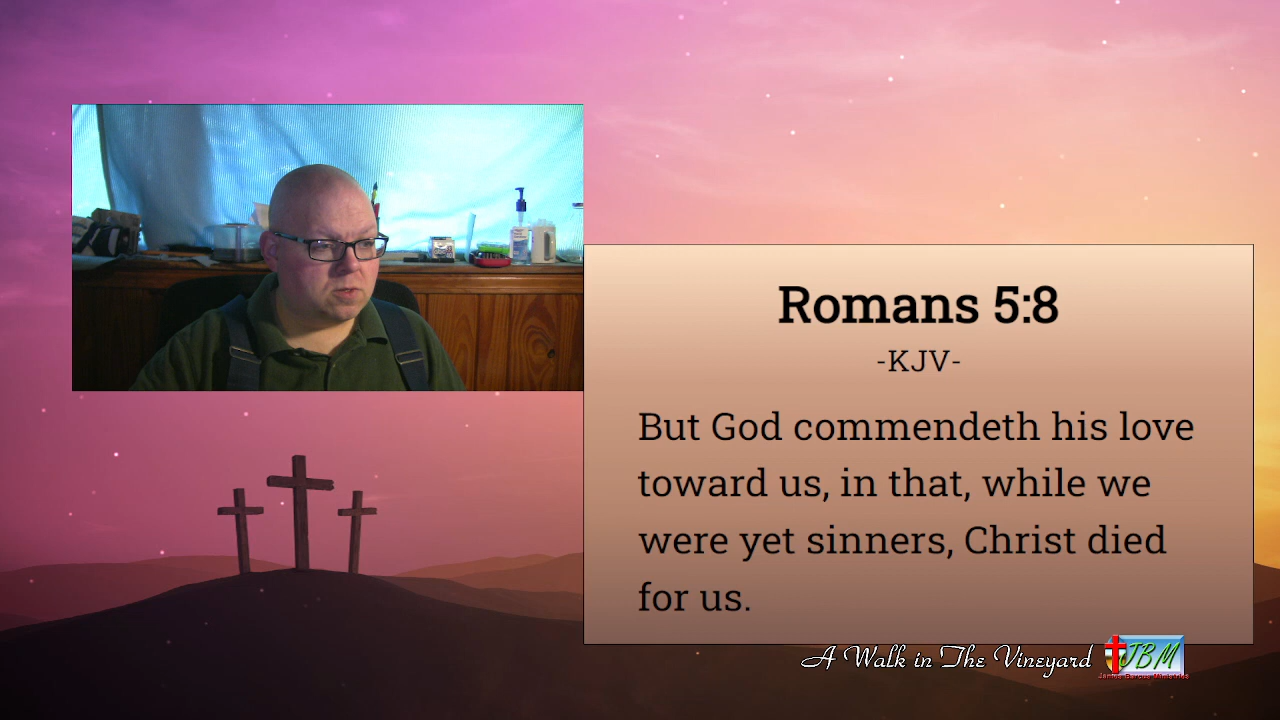 Romans 5:8
-KJV-
But God commendeth his love
toward us, in that, while we
were yet sinners, Christ died
for us.
A Walk in The Vineyard
JBM